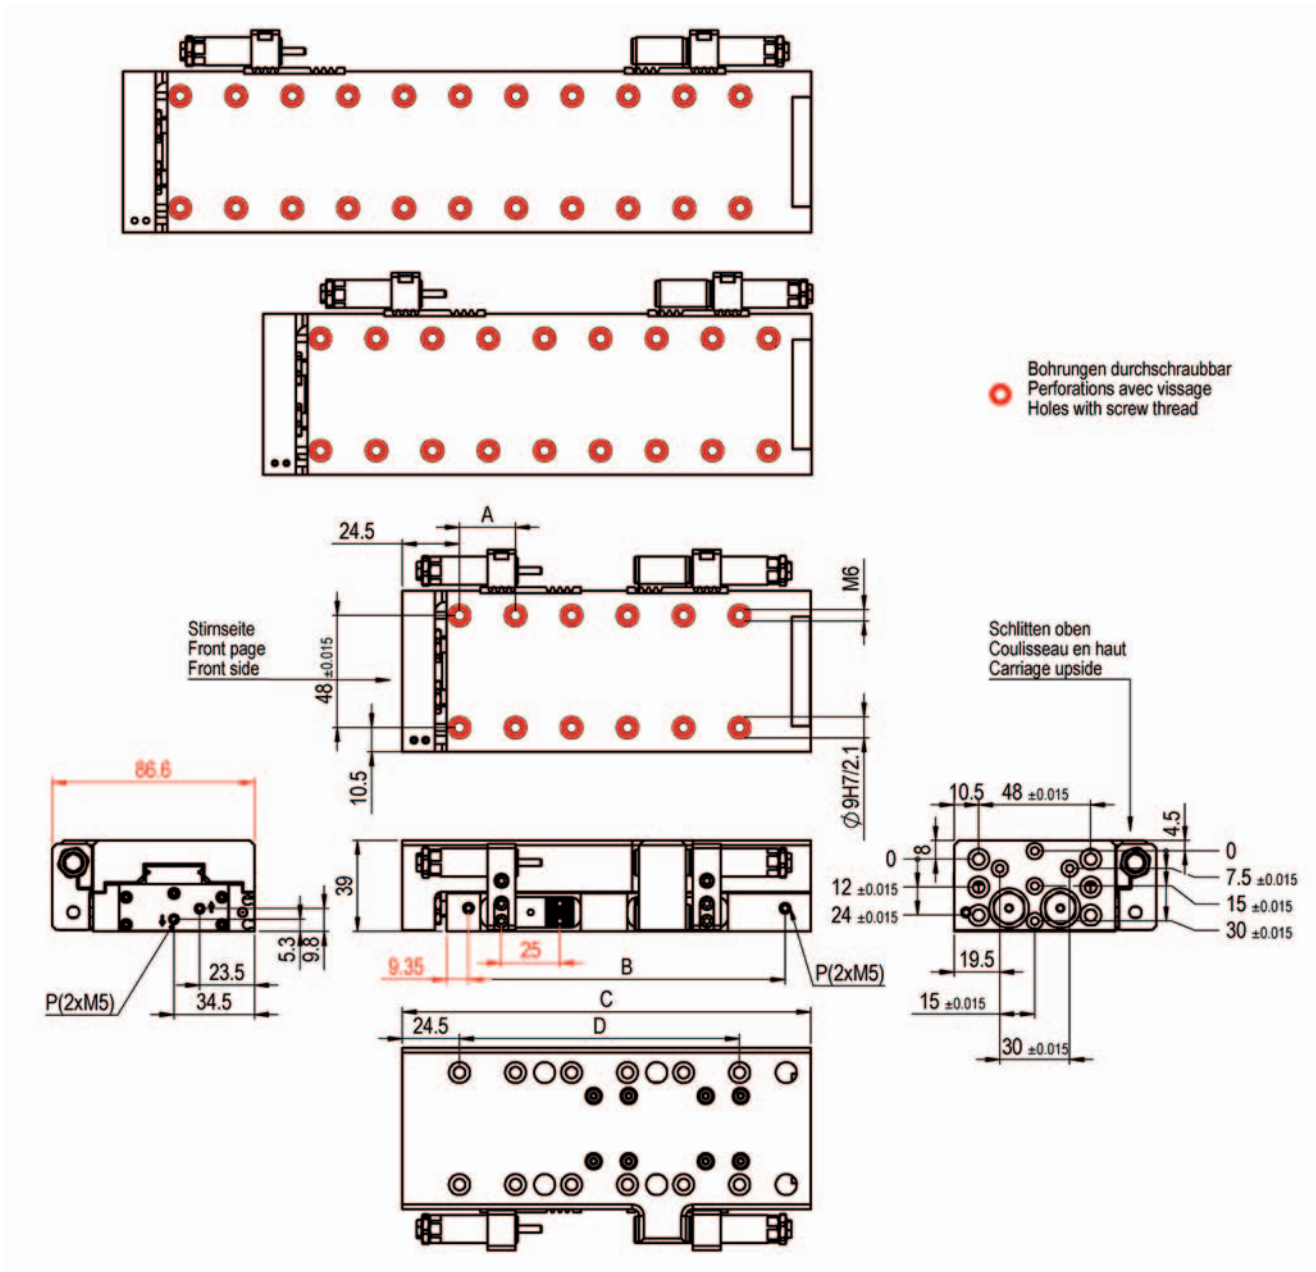 Bohrungen durchschraubbar
Perforations avec vissage
Holes with screw thread
A
24.5
M6
Stirnseite
Front page
Front side
48 ±0.015
10.5
Ø 9H7/2.1
Schlitten oben
Coulisseau en haut
Carriage upside
86.6
5.3
9.8
23.5
34.5
P(2xM5)
39
9.35
25
B
P(2xM5)
C
24.5
D
10.5
48 ±0.015
4.5
8
0
12 ±0.015
24 ±0.015
0
7.5 ±0.015
15 ±0.015
30 ±0.015
19.5
15 ±0.015
30 ±0.015